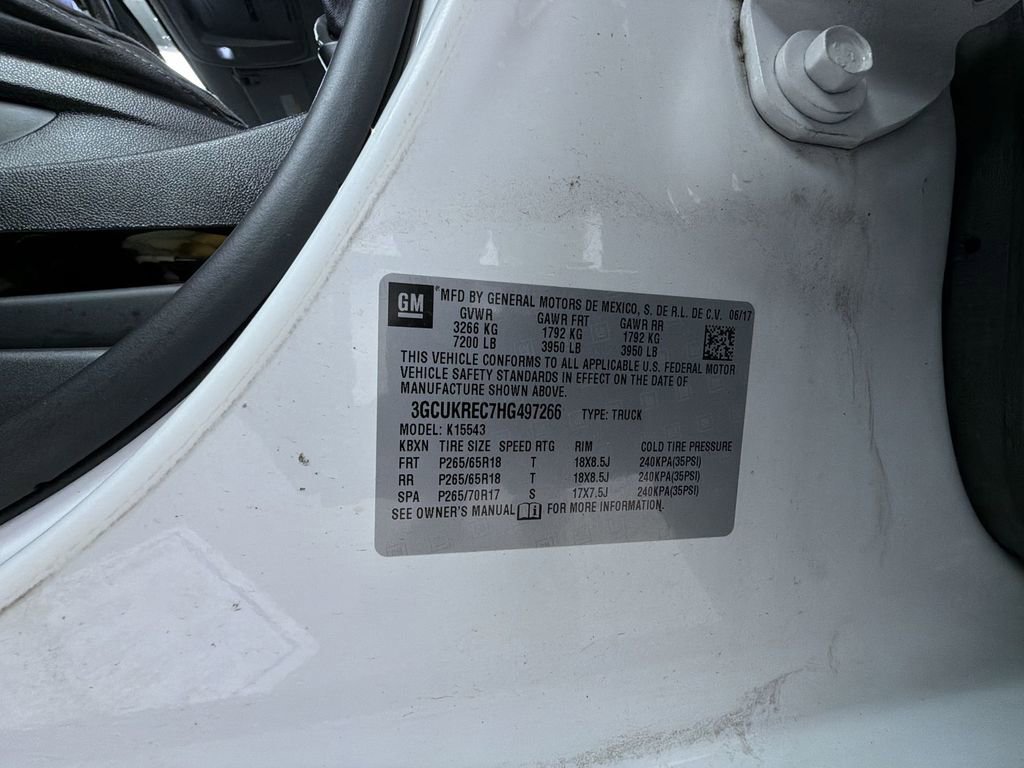 GM *MFD BY GENERAL MOTORS DE MEXICO, S. DE R.L. DE C.V. 06/17
GVWR GAWR FRT GAWR RR
3266 KG 1792 KG 1792 KG
7200 LB 3950 LB 3950 LB
THIS VEHICLE CONFORMS TO ALL APPLICABLE U.S. FEDERAL MOTOR
VEHICLE SAFETY STANDARDS IN EFFECT ON THE DATE OF
MANUFACTURE SHOWN ABOVE.
3GCUKREC7HG497266 TYPE: TRUCK
MODEL: K15543
KBXN TIRE SIZE SPEED RTG RIM COLD TIRE PRESSURE
FRT P265/65R18 T 18X8.5J 240KPA(35PSI)
RR P265/65R18 T 18X8.5J 240KPA(35PSI)
SPA P265/70R17 S 17X7.5J 240KPA(35PSI)
SEE OWNER'S MANUAL FOR MORE INFORMATION.